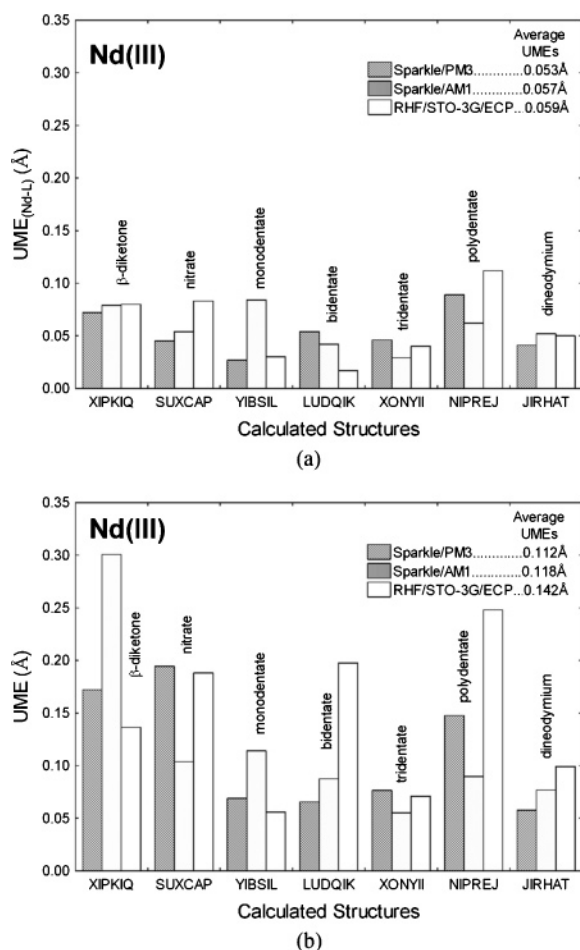 0.35
0.30
0.25
0.20
0.15
0.10
0.05
0.00
UME(Nd-L) (Å)
Nd(III)
Average
UMEs
Sparkle/PM3.............0.053Å
Sparkle/AM1.............0.057Å
RHF/STO-3G/ECP..0.059Å
β-diketone
nitrate
monodentate
bidentate
tridentate
polydentate
dineodymium
XIPKIQ SUXCAP YIBSIL LUDQIK XONYII NIPREJ JIRHAT
Calculated Structures
(a)
0.35
0.30
0.25
0.20
0.15
0.10
0.05
0.00
UME (Å)
Nd(III)
Average
UMEs
Sparkle/PM3..............0.112Å
Sparkle/AM1.............0.118Å
RHF/STO-3G/ECP...0.142Å
β-diketone
nitrate
monodentate
bidentate
tridentate
polydentate
dineodymium
XIPKIQ SUXCAP YIBSIL LUDQIK XONYII NIPREJ JIRHAT
Calculated Structures
(b)